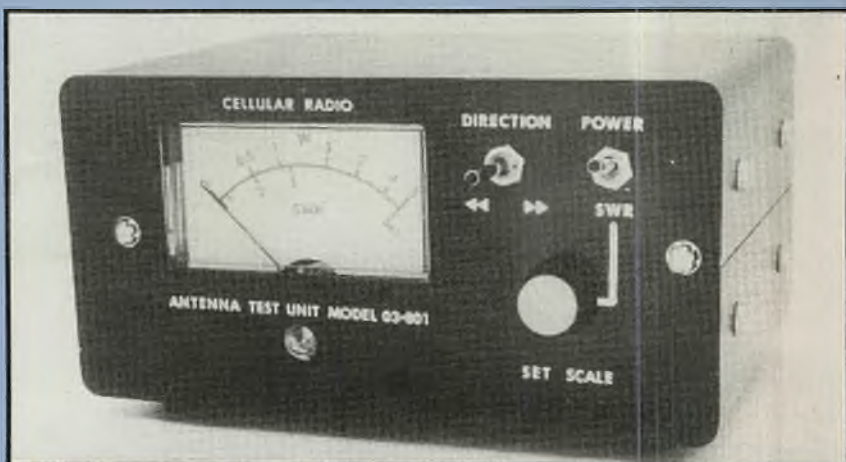 CELLULAR RADIO
DIRECTION POWER
SWR
SWR
ANTENNA TEST UNIT MODEL 03-801
SET SCALE